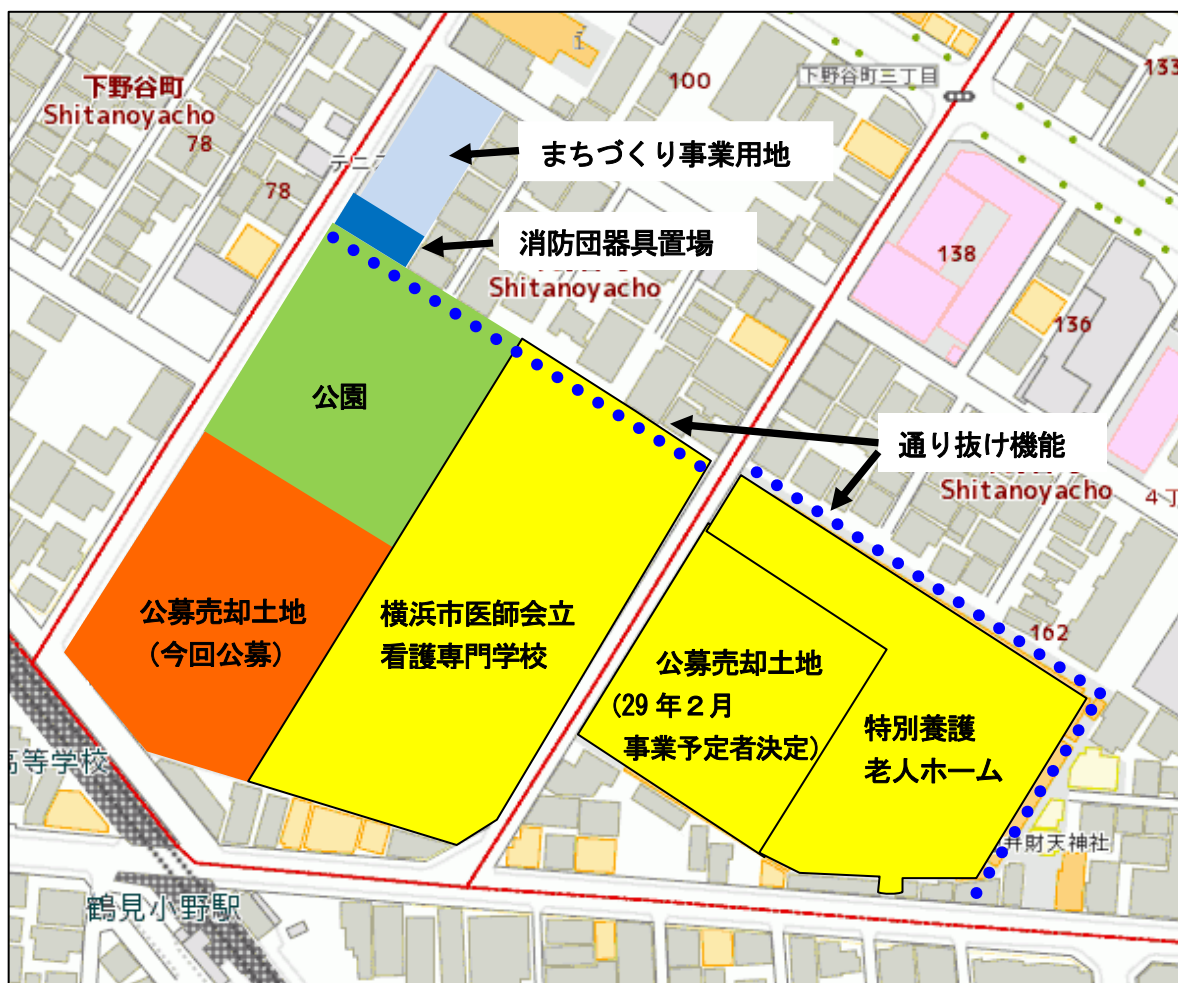 下野谷町
Shitanoyacho
78
78
100
下野谷町三丁目
133
まちづくり事業用地
消防団器具置場
Shitanoyacho
138
136
公園
通り抜け機能
Shitanoyacho
公募売却土地
(今回公募)
横浜市医師会立
看護専門学校
162
公募売却土地
(29年2月
事業予定者決定)
特別養護
老人ホーム
高等学校
弁財天神社
鶴見小野駅